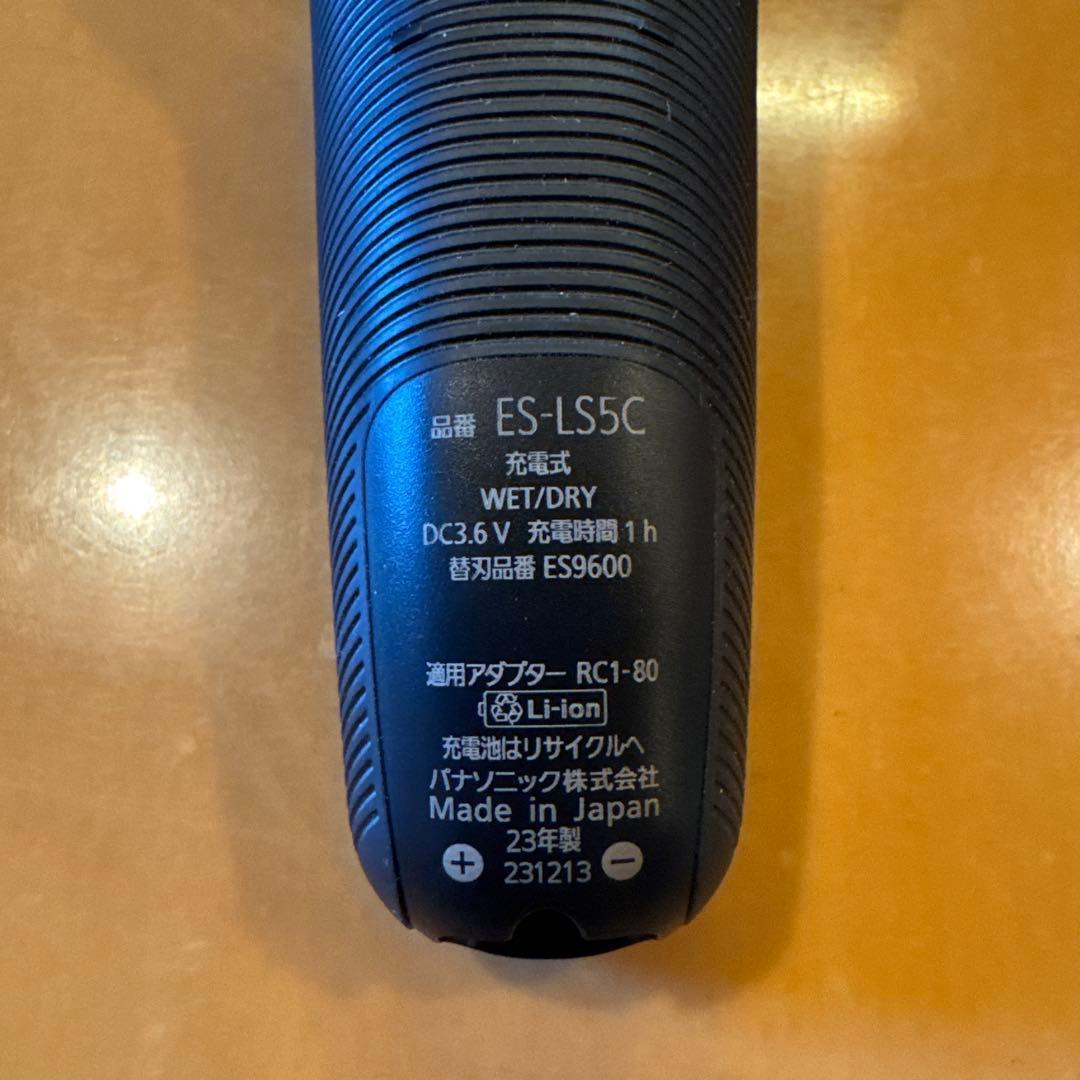 品番 ES-LS5C
充電式
WET/DRY
DC3.6 V 充電時間 1 h
替刃品番 ES9600
適用アダプター RC1-80
Li-ion
充電池はリサイクルへ
パナソニック株式会社
Made in Japan
23年製
+ 231213 −